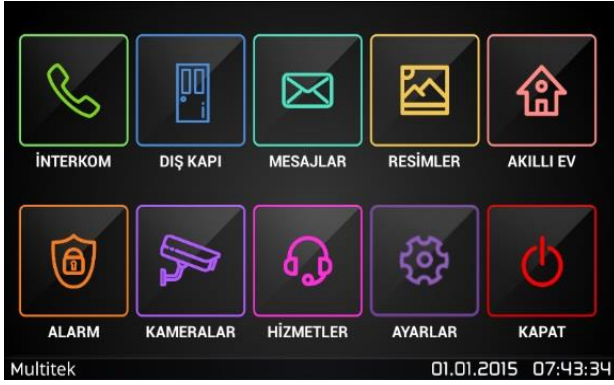 İNTERKOM DIŞ KAPI MESAJLAR RESİMLER AKILLI EV
ALARM KAMERALAR HİZMETLER AYARLAR KAPAT
Multitek 01.01.2015 07:43:34